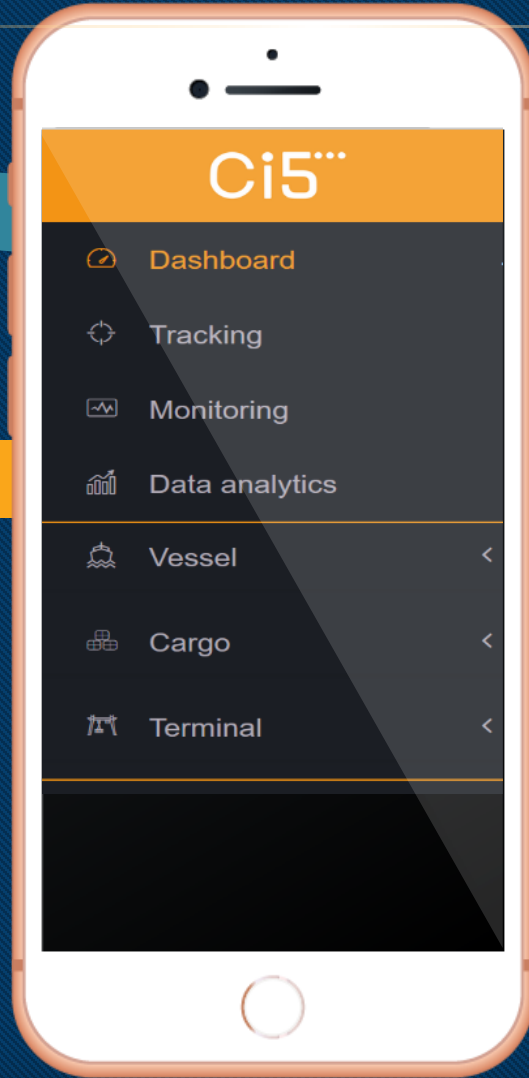 Ci5
Dashboard
Tracking
Monitoring
Data analytics
Vessel
Cargo
Terminal